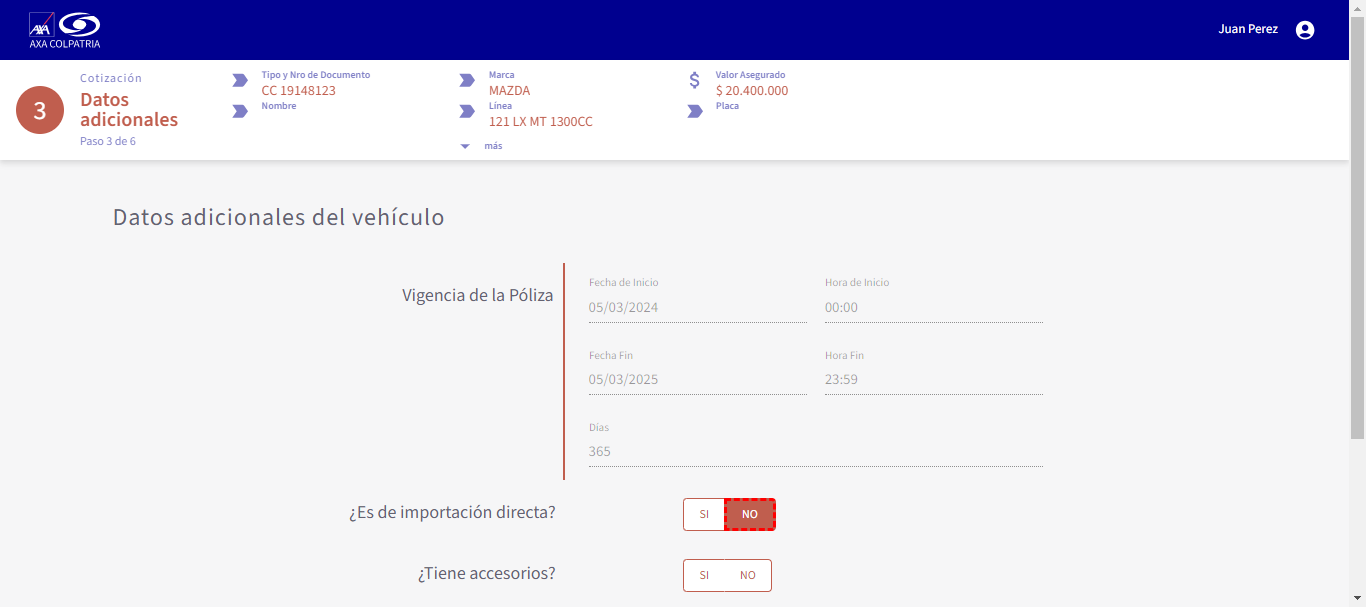 AXA
AXA COLPATRIA
Juan Perez
3
Cotización
Datos
adicionales
Paso 3 de 6
Tipo y Nro de Documento
CC 19148123
Nombre
Marca
MAZDA
Línea
121 LX MT 1300CC
más
$
Valor Asegurado
$ 20.400.000
Placa
Datos adicionales del vehículo
Vigencia de la Póliza
Fecha de Inicio
05/03/2024
Hora de Inicio
00:00
Fecha Fin
05/03/2025
Hora Fin
23:59
Días
365
¿Es de importación directa?
SI NO
¿Tiene accesorios?
SI NO